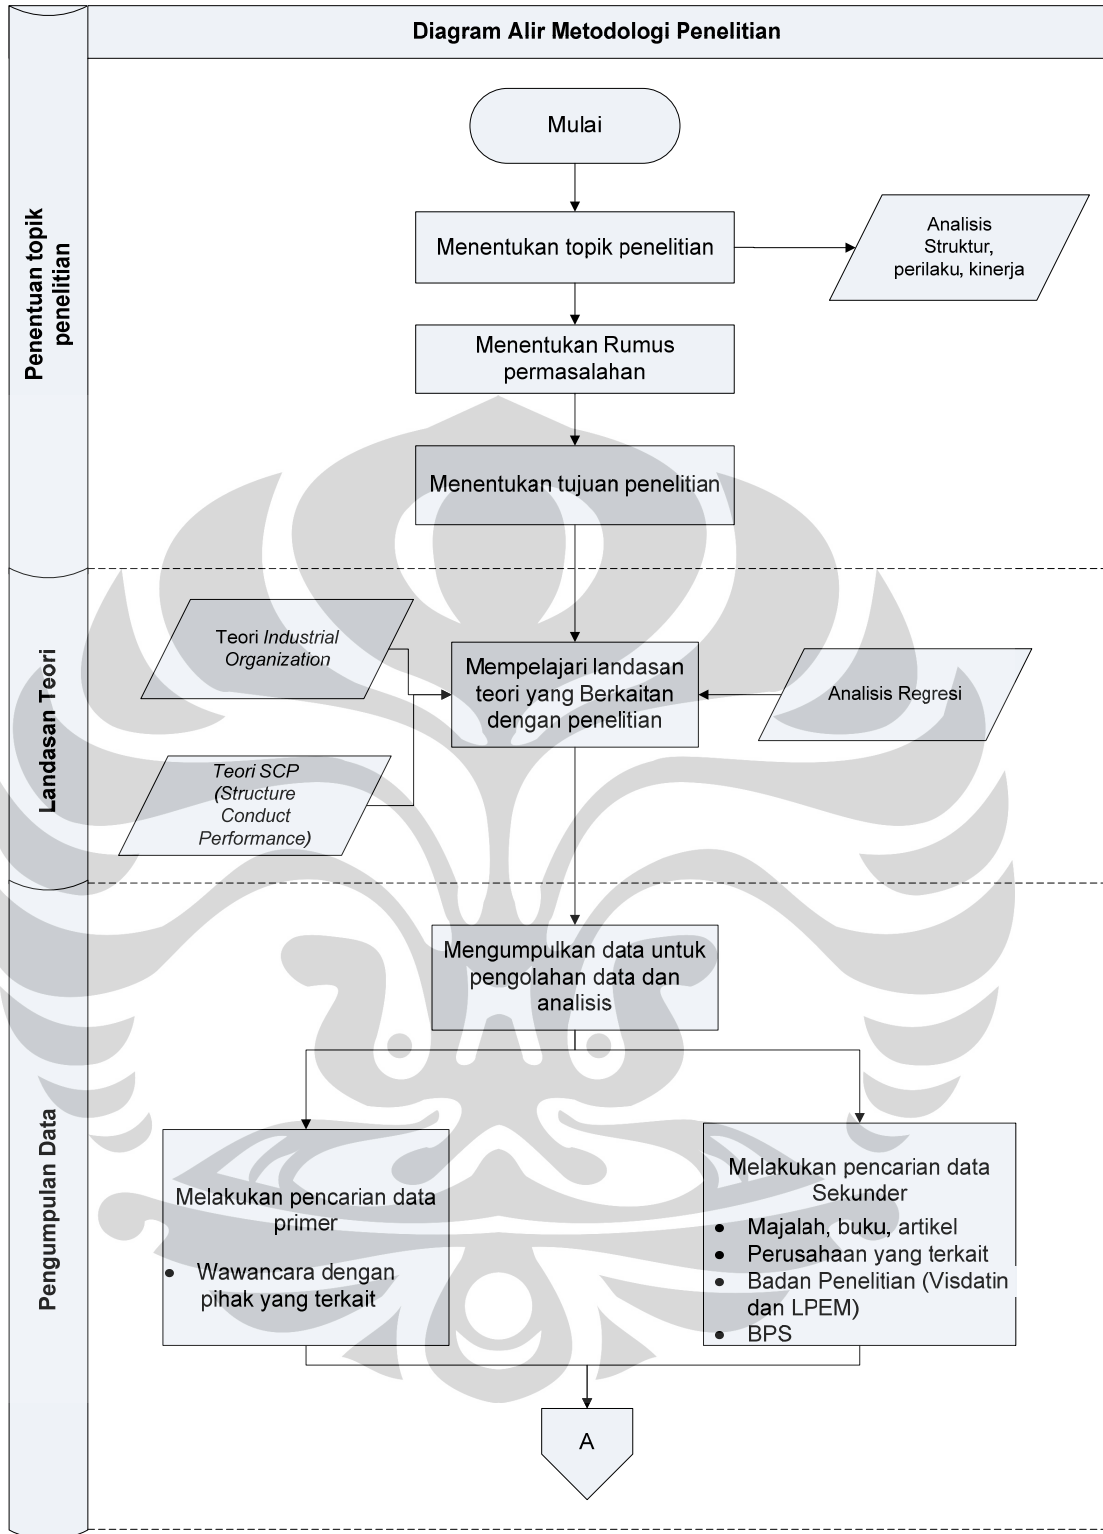 Diagram Alir Metodologi Penelitian
Penentuan topik
penelitian
Mulai
Menentukan topik penelitian
Analisis
Struktur,
perilaku, kinerja
Menentukan Rumus
permasalahan
Menentukan tujuan penelitian
Landasan Teori
Teori Industrial
Organization
Mempelajari landasan
teori yang Berkaitan
dengan penelitian
Analisis Regresi
Teori SCP
(Structure
Conduct
Performance)
Pengumpulan Data
Mengumpulkan data untuk
pengolahan data dan
analisis
Melakukan pencarian data
primer
• Wawancara dengan
pihak yang terkait
Melakukan pencarian data
Sekunder
• Majalah, buku, artikel
• Perusahaan yang terkait
• Badan Penelitian (Visdatin
dan LPEM)
• BPS
A